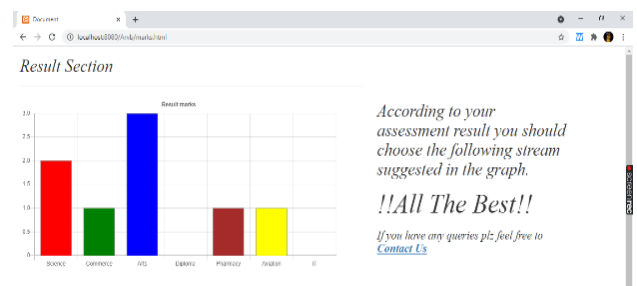 Document
localhost:8080/Amb/marks.html
Result Section
Result marks
3.0
2.5
2.0
1.5
1.0
0.5
0
Science Commerce Arts Diploma Pharmacy Aviation IT
According to your
assessment result you should
choose the following stream
suggested in the graph.
!!All The Best!!
If you have any queries plz feel free to
Contact Us
screenrec